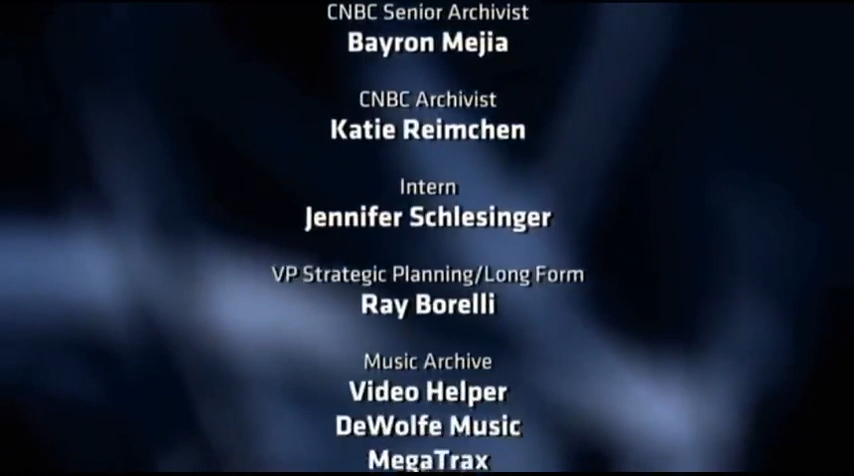 CNBC Senior Archivist
Bayron Mejia
CNBC Archivist
Katie Reimchen
Intern
Jennifer Schlesinger
VP Strategic Planning/Long Form
Ray Borelli
Music Archive
Video Helper
DeWolfe Music
MegaTrax